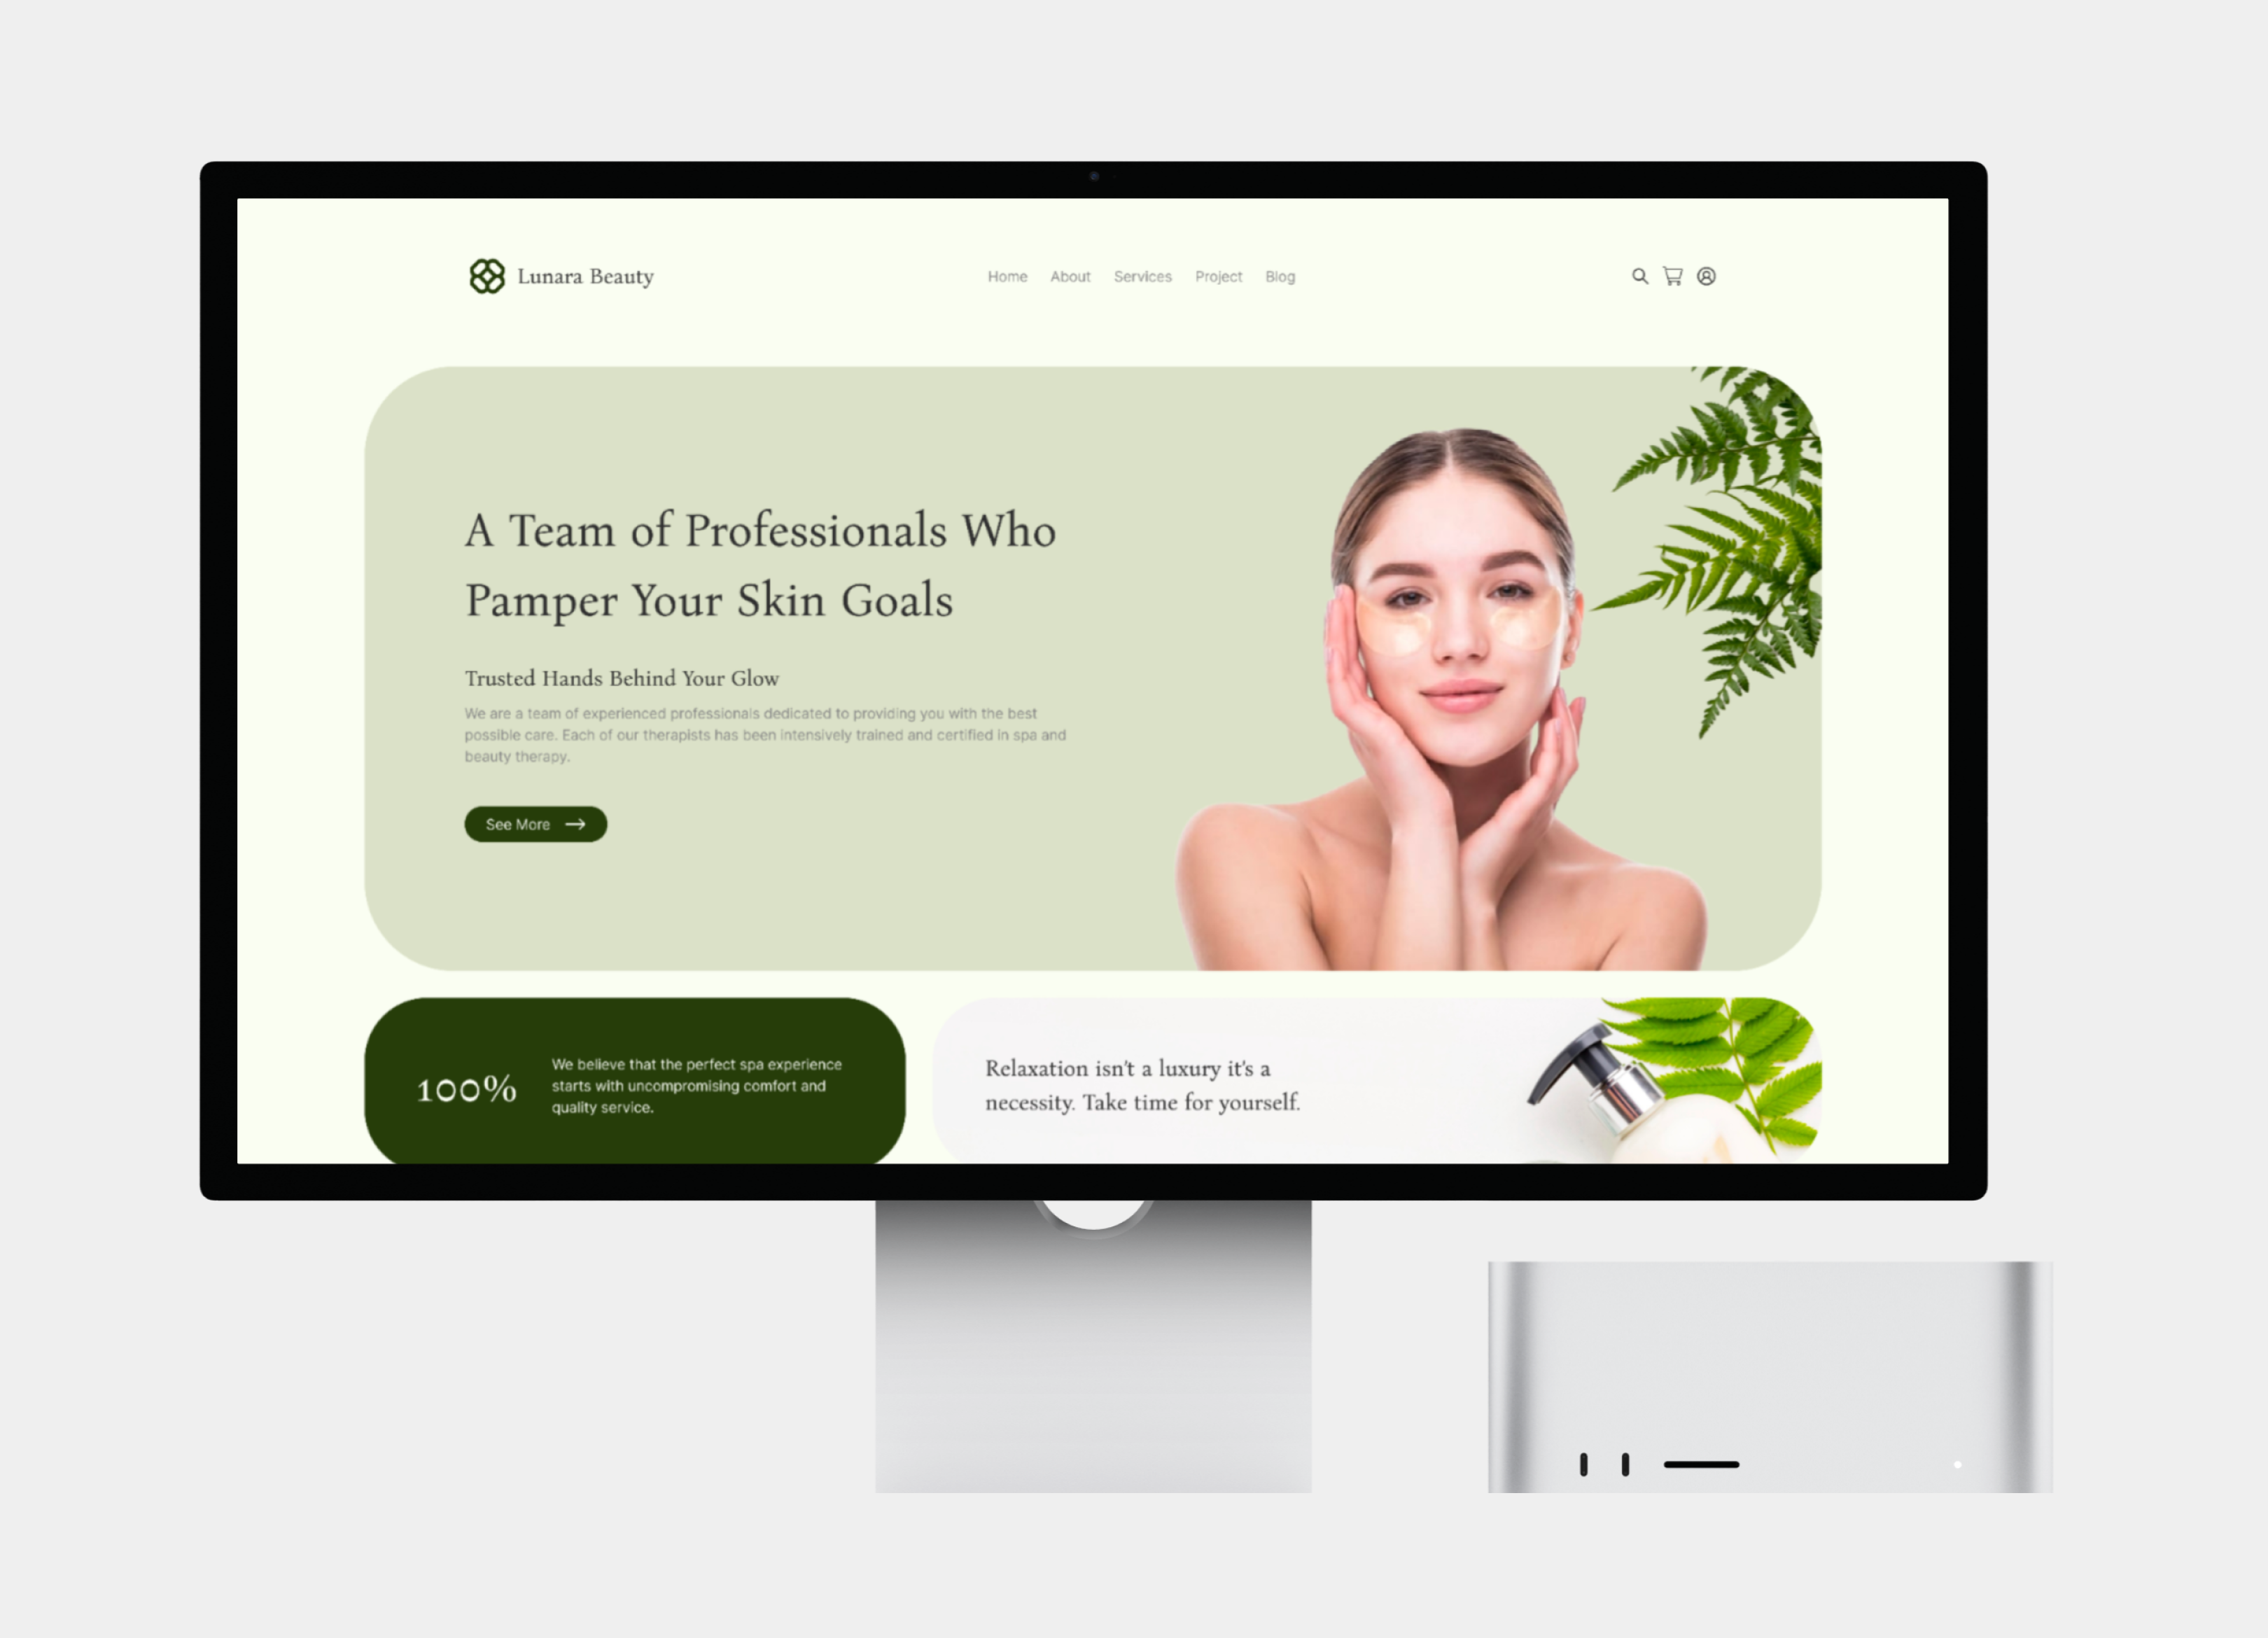 Lunara Beauty
Home About Services Project Blog
A Team of Professionals Who
Pamper Your Skin Goals
Trusted Hands Behind Your Glow
We are a team of experienced professionals dedicated to providing you with the best
possible care. Each of our therapists has been intensively trained and certified in spa and
beauty therapy.
See More
100%
We believe that the perfect spa experience
starts with uncompromising comfort and
quality service.
Relaxation isn't a luxury it's a
necessity. Take time for yourself.